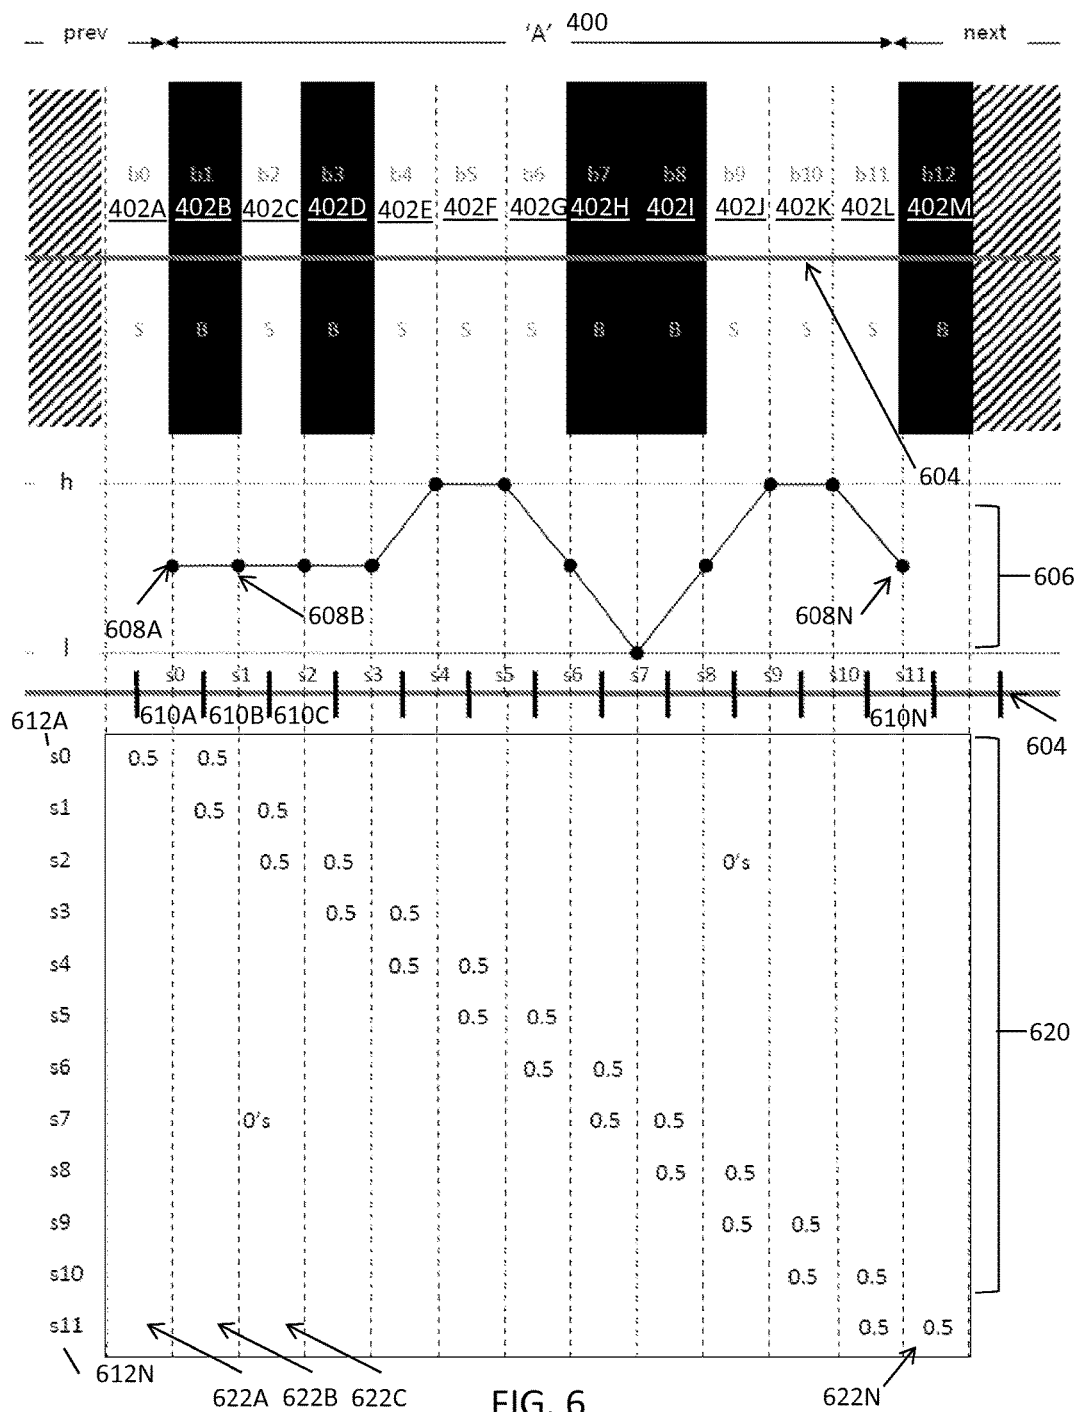 prev 'A' 400 next
b0 b1 b2 b3 b4 b5 b6 b7 b8 b9 b10 b11 b12
402A 402B 402C 402D 402E 402F 402G 402H 402I 402J 402K 402L 402M
S B S B S S S B B S S S B
h
604
606
608A 608B 608N
l
s0 s1 s2 s3 s4 s5 s6 s7 s8 s9 s10 s11
612A 610A 610B 610C 610N
604
s0 0.5 0.5
s1 0.5 0.5
s2 0.5 0.5 0's
s3 0.5 0.5
s4 0.5 0.5
s5 0.5 0.5
620
s6 0.5 0.5
s7 0's 0.5 0.5
s8 0.5 0.5
s9 0.5 0.5
s10 0.5 0.5
s11 0.5 0.5
612N
622A 622B 622C 622N
FIG. 6